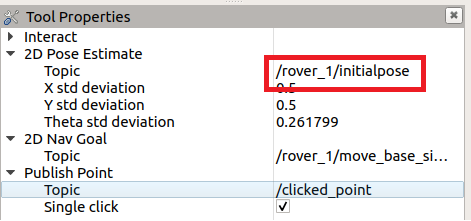 Tool Properties
Interact
2D Pose Estimate
Topic /rover_1/initialpose
X std deviation 0.5
Y std deviation 0.5
Theta std deviation 0.261799
2D Nav Goal
Topic /rover_1/move_base_si...
Publish Point
Topic /clicked_point
Single click